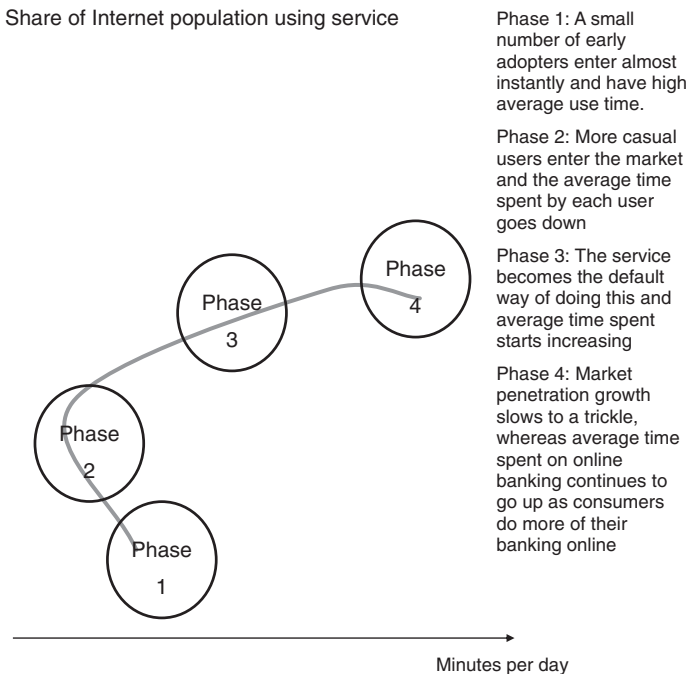 Share of Internet population using service
Phase 1: A small
number of early
adopters enter almost
instantly and have high
average use time.
Phase 2: More casual
users enter the market
and the average time
spent by each user
goes down
Phase 3: The service
becomes the default
way of doing this and
average time spent
starts increasing
Phase 4: Market
penetration growth
slows to a trickle,
whereas average time
spent on online
banking continues to
go up as consumers
do more of their
banking online
Phase
4
Phase
3
Phase
2
Phase
1
Minutes per day